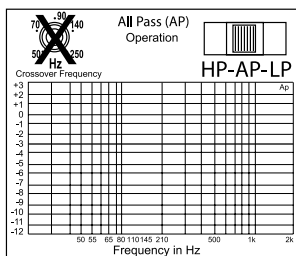 90
70 140
50 250
Hz
Crossover Frequency
All Pass (AP)
Operation
HP-AP-LP
Ap
+3
+2
+1
0
-1
-2
-3
-4
-5
-6
-7
-8
-9
-10
-11
-12
50 55 65 80 110 145 210 500 1k 2k
Frequency in Hz